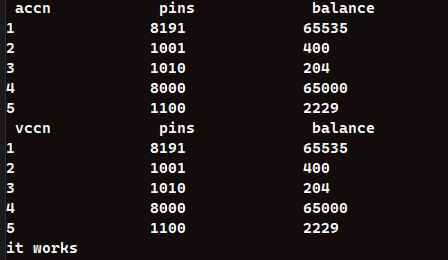 accn pins balance
1 8191 65535
2 1001 400
3 1010 204
4 8000 65000
5 1100 2229
vccn pins balance
1 8191 65535
2 1001 400
3 1010 204
4 8000 65000
5 1100 2229
it works